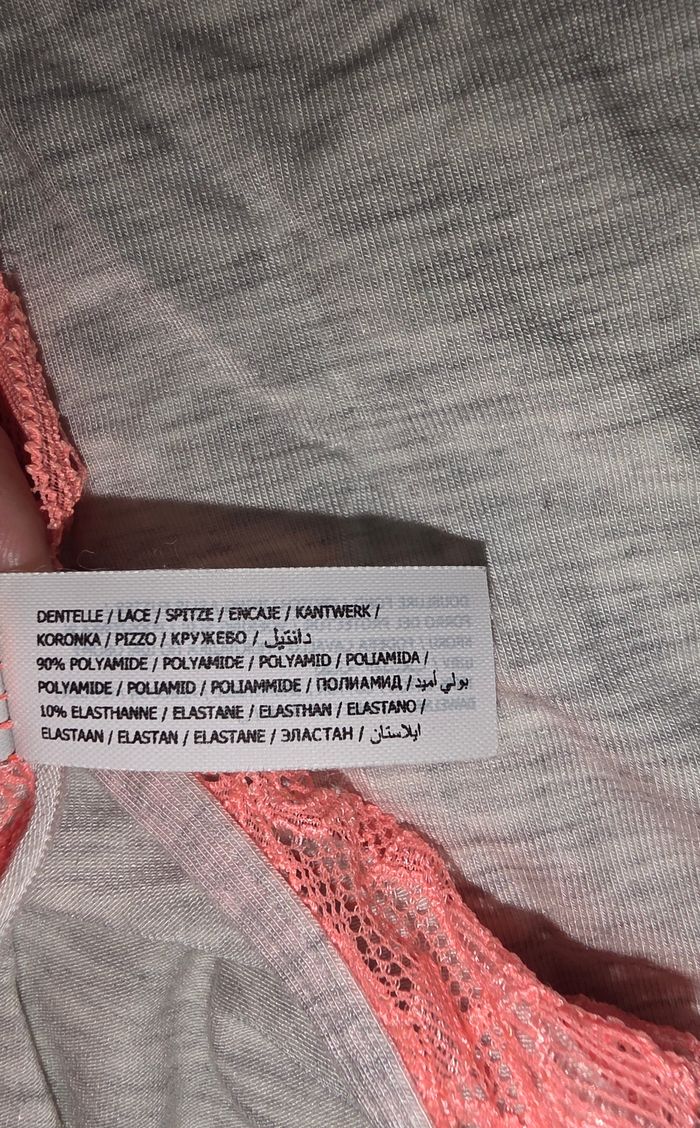 DENTELLE / LACE / SPITZE / ENCAJE / KANTWERK /
KORONKA / PIZZO / КРУЖЕВО / دانتيل
90% POLYAMIDE / POLYAMIDE / POLYAMID / POLIAMIDA /
POLYAMIDE / POLIAMID / POLIAMMIDE / ПОЛИАМИД / بولي أميد
10% ELASTHANNE / ELASTANE / ELASTHAN / ELASTANO /
ELASTAAN / ELASTAN / ELASTANE / ЭЛАСТАН / ايلاستان